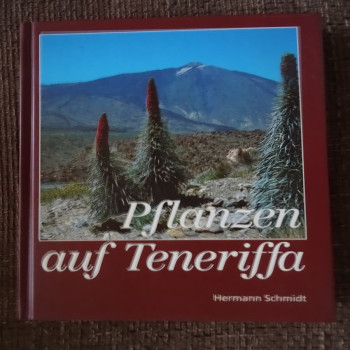 Pflanzen
auf Teneriffa
Hermann Schmidt